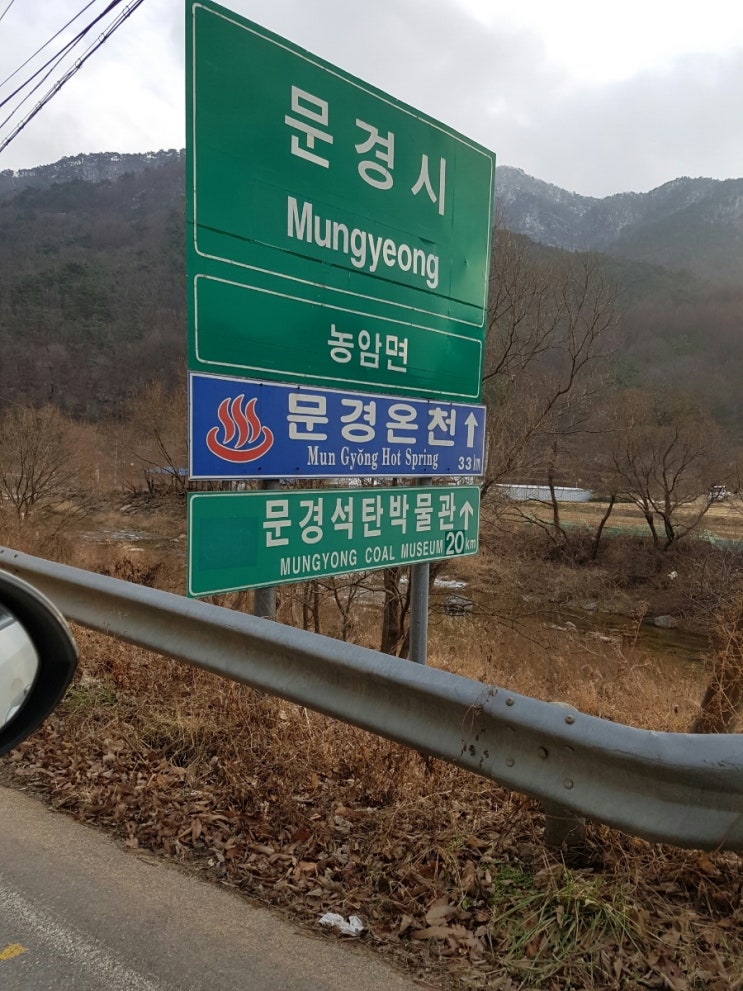 문경시
Mungyeong
농암면
문경온천↑
Mun Gyŏng Hot Spring 33km
문경석탄박물관↑
MUNGYONG COAL MUSEUM 20km